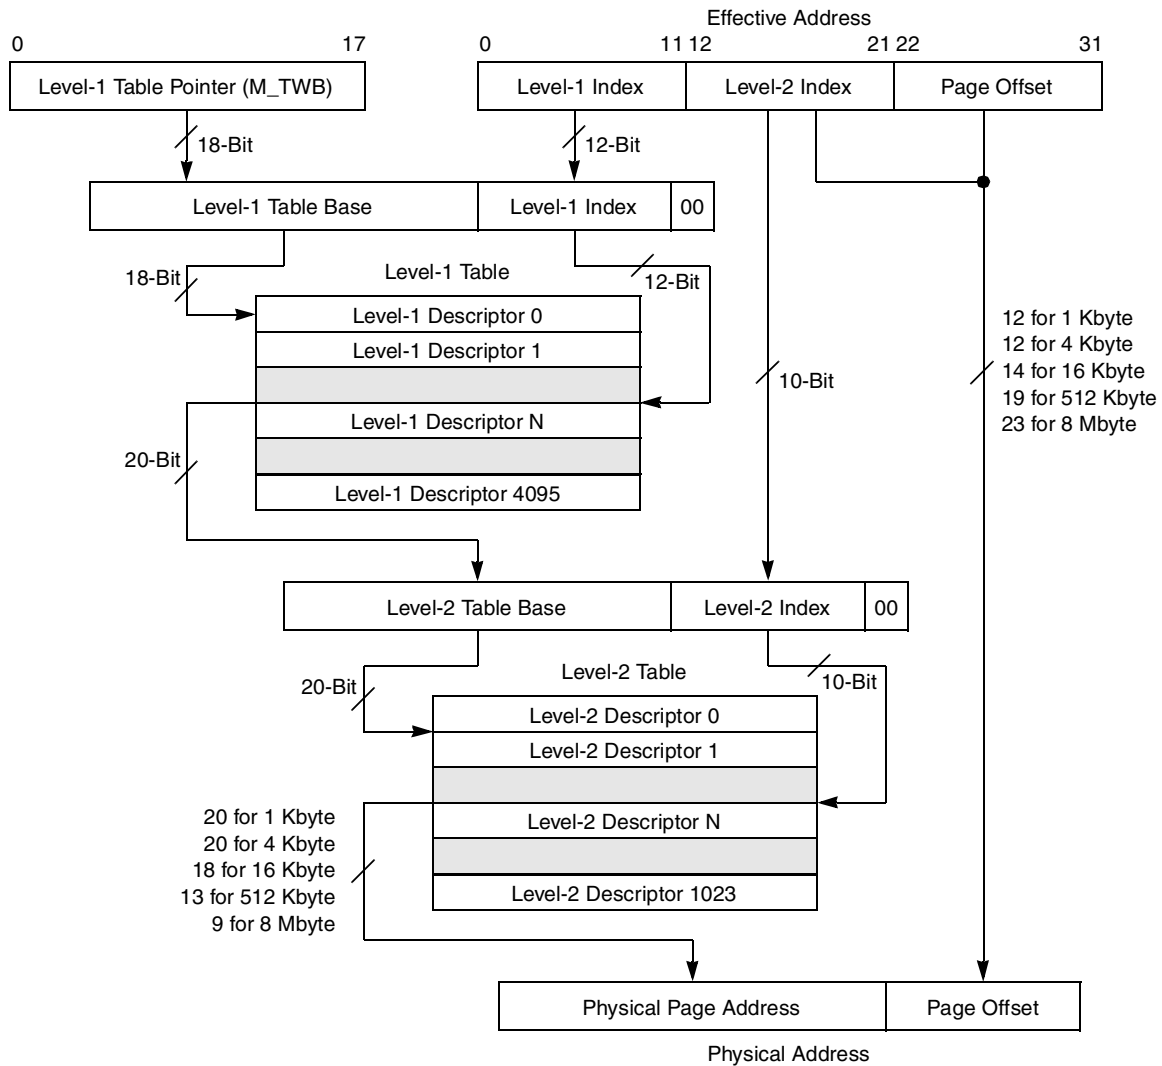 Effective Address
0 17 0 11 12 21 22 31
Level-1 Table Pointer (M_TWB) Level-1 Index Level-2 Index Page Offset
18-Bit 12-Bit
Level-1 Table Base Level-1 Index 00
18-Bit Level-1 Table 12-Bit
Level-1 Descriptor 0
Level-1 Descriptor 1
12 for 1 Kbyte
12 for 4 Kbyte
14 for 16 Kbyte
19 for 512 Kbyte
23 for 8 Mbyte
10-Bit
Level-1 Descriptor N
20-Bit
Level-1 Descriptor 4095
Level-2 Table Base Level-2 Index 00
20-Bit Level-2 Table 10-Bit
Level-2 Descriptor 0
Level-2 Descriptor 1
Level-2 Descriptor N
Level-2 Descriptor 1023
20 for 1 Kbyte
20 for 4 Kbyte
18 for 16 Kbyte
13 for 512 Kbyte
9 for 8 Mbyte
Physical Page Address Page Offset
Physical Address